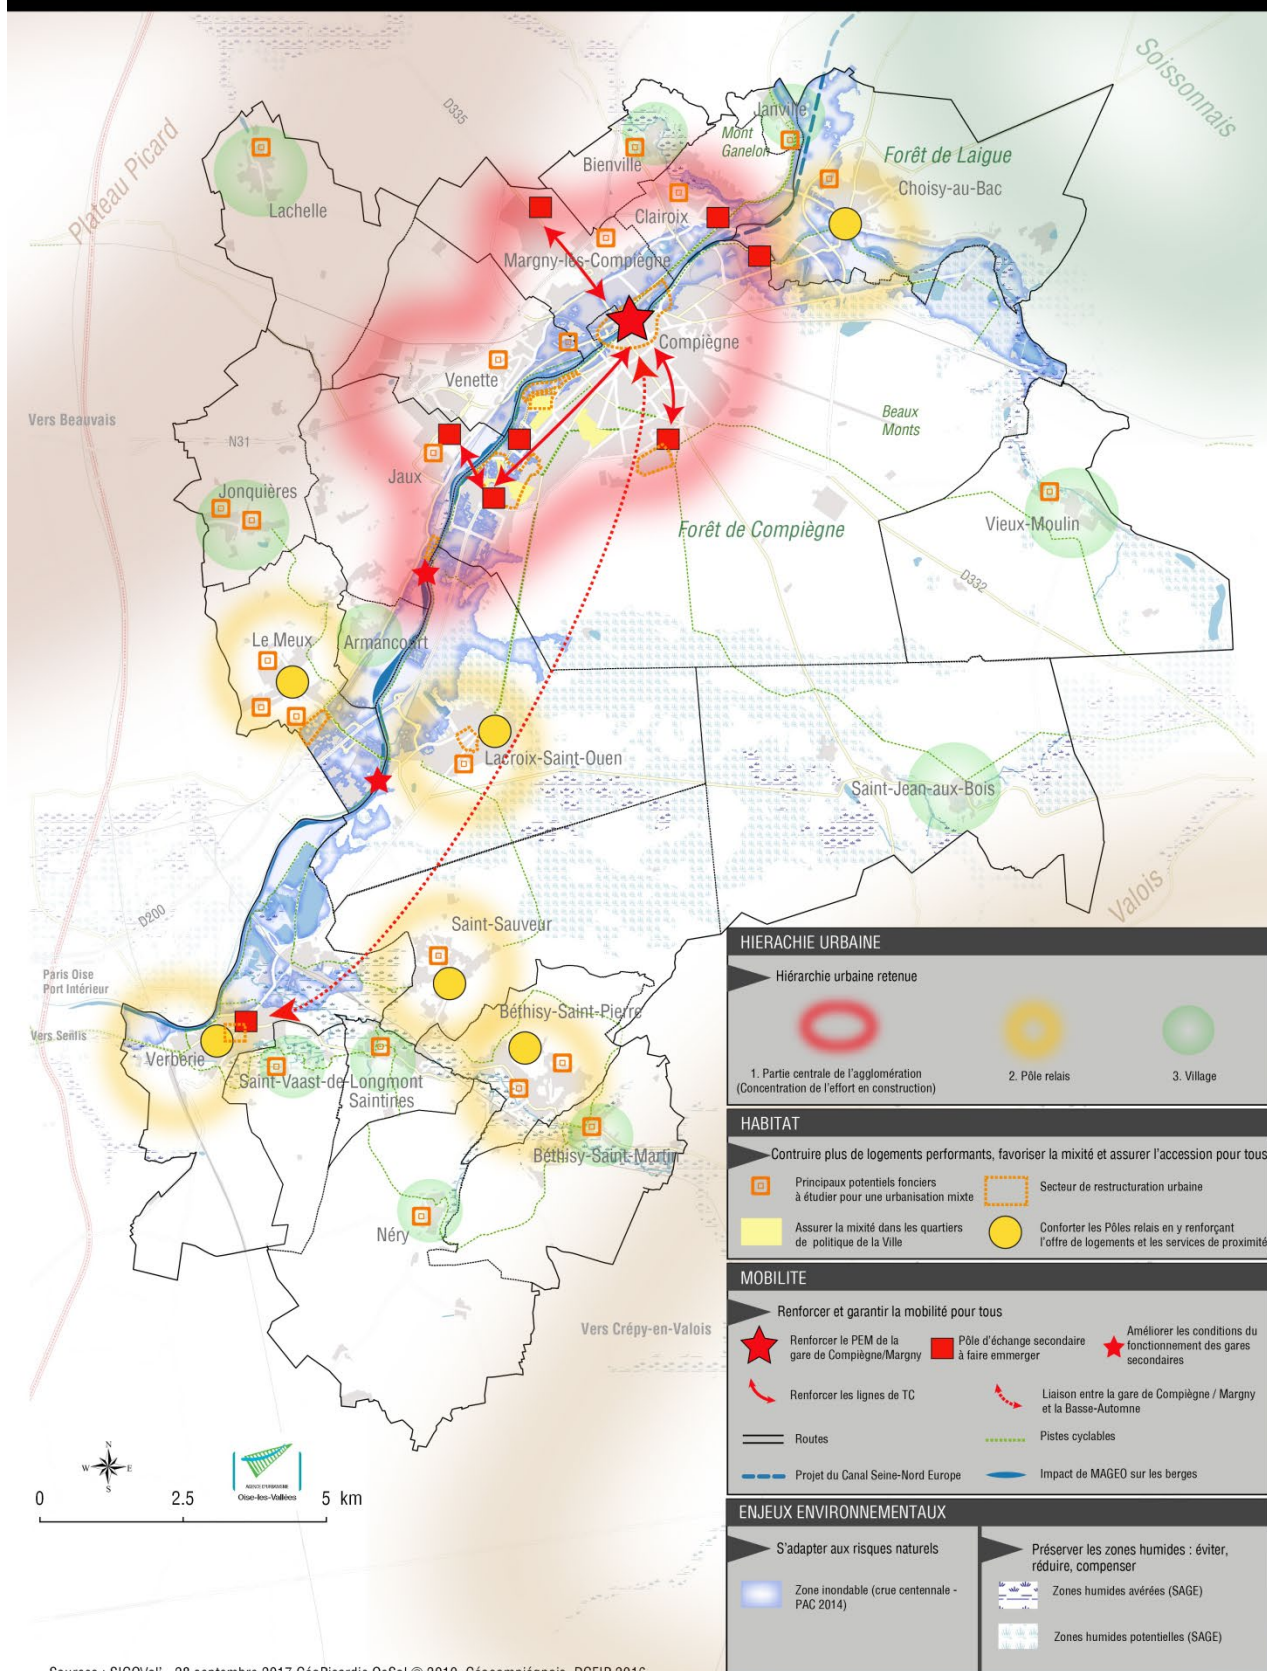 Soissonnais
Plateau Picard
D335
Janville
Mont
Ganelon
Bienville
Forêt de Laigue
Choisy-au-Bac
Lachelle
Clairoix
Margny-lès-Compiègne
Compiègne
Venette
Vers Beauvais
Beaux
Monts
N31
Jaux
Jonquières
Vieux-Moulin
Forêt de Compiègne
D332
Le Meux
Armancourt
Lacroix-Saint-Ouen
Saint-Jean-aux-Bois
Valois
D200
Saint-Sauveur
Paris Oise
Port Intérieur
Béthisy-Saint-Pierre
Vers Senlis
Verberie
Saint-Vaast-de-Longmont
Saintines
Béthisy-Saint-Martin
Néry
Vers Crépy-en-Valois
HIERACHIE URBAINE
Hiérarchie urbaine retenue
1. Partie centrale de l'agglomération
(Concentration de l'effort en construction)
2. Pôle relais
3. Village
HABITAT
Contruire plus de logements performants, favoriser la mixité et assurer l'accession pour tous
Principaux potentiels fonciers
à étudier pour une urbanisation mixte
Secteur de restructuration urbaine
Assurer la mixité dans les quartiers
de politique de la Ville
Conforter les Pôles relais en y renforçant
l'offre de logements et les services de proximité
MOBILITE
Renforcer et garantir la mobilité pour tous
Renforcer le PEM de la
gare de Compiègne/Margny
Pôle d'échange secondaire
à faire emmerger
Améliorer les conditions du
fonctionnement des gares
secondaires
Renforcer les lignes de TC
Liaison entre la gare de Compiègne / Margny
et la Basse-Automne
Routes
Pistes cyclables
Projet du Canal Seine-Nord Europe
Impact de MAGEO sur les berges
ENJEUX ENVIRONNEMENTAUX
S'adapter aux risques naturels
Zone inondable (crue centennale -
PAC 2014)
Préserver les zones humides : éviter,
réduire, compenser
Zones humides avérées (SAGE)
Zones humides potentielles (SAGE)
N
W E
S
Oise-les-Vallées
0 2.5 5 km